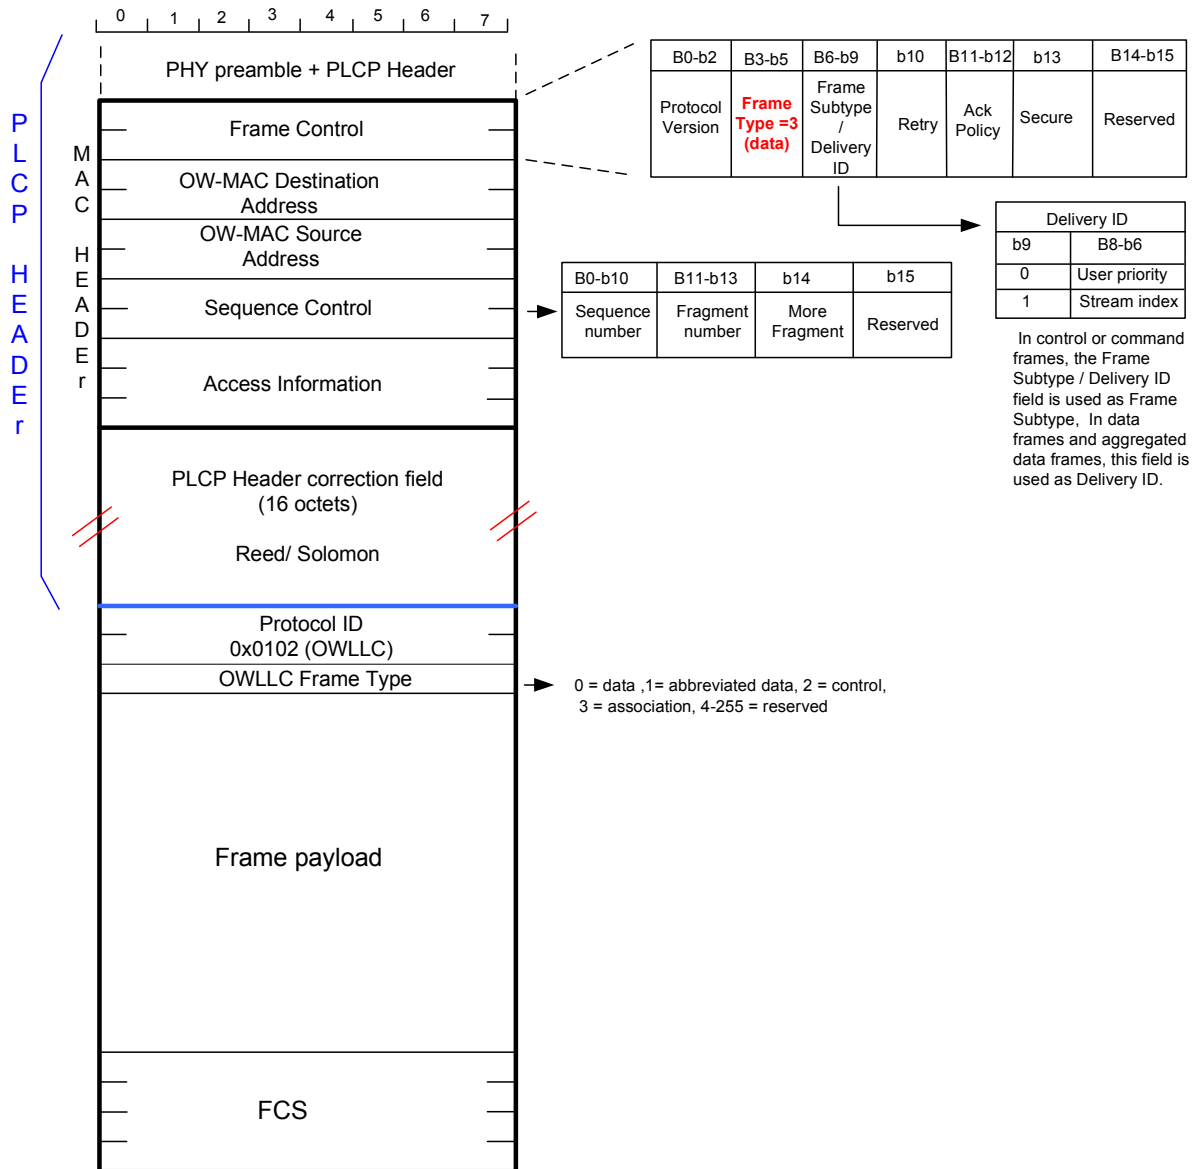 0 1 2 3 4 5 6 7
PHY preamble + PLCP Header
PLCP HEADEr
MAC HEADEr
Frame Control
OW-MAC Destination
Address
OW-MAC Source
Address
Sequence Control
Access Information
PLCP Header correction field
(16 octets)
Reed/ Solomon
Protocol ID
0x0102 (OWLLC)
OWLLC Frame Type
Frame payload
FCS
B0-b2 B3-b5 B6-b9 b10 B11-b12 b13 B14-b15
Protocol
Version
Frame
Type =3
(data)
Frame
Subtype
/
Delivery
ID
Retry
Ack
Policy
Secure
Reserved
Delivery ID
b9 B8-b6
0 User priority
1 Stream index
In control or command
frames, the Frame
Subtype / Delivery ID
field is used as Frame
Subtype, In data
frames and aggregated
data frames, this field is
used as Delivery ID.
B0-b10 B11-b13 b14 b15
Sequence
number
Fragment
number
More
Fragment
Reserved
0 = data ,1= abbreviated data, 2 = control,
3 = association, 4-255 = reserved